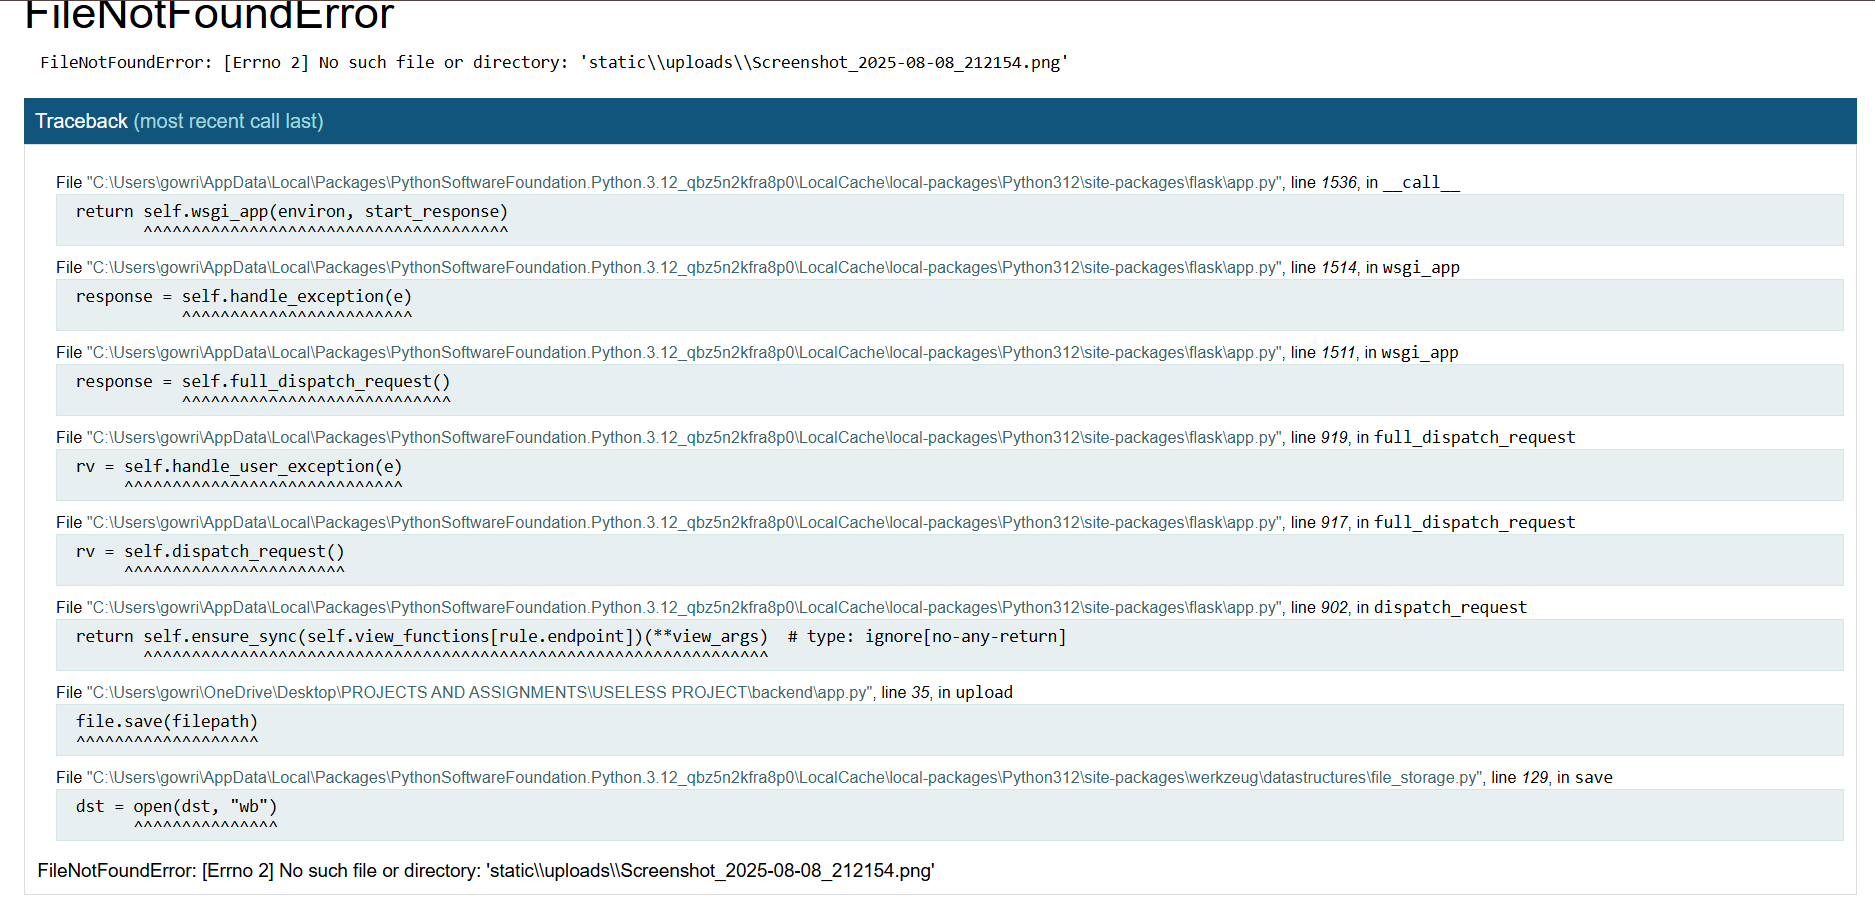 FileNotFoundError
FileNotFoundError: [Errno 2] No such file or directory: 'static\\uploads\\Screenshot_2025-08-08_212154.png'
Traceback (most recent call last)
File "C:\Users\gowri\AppData\Local\Packages\PythonSoftwareFoundation.Python.3.12_qbz5n2kfra8p0\LocalCache\local-packages\Python312\site-packages\flask\app.py", line 1536, in __call__
return self.wsgi_app(environ, start_response)
^^^^^^^^^^^^^^^^^^^^^^^^^^^^^^^^^^^^^^
File "C:\Users\gowri\AppData\Local\Packages\PythonSoftwareFoundation.Python.3.12_qbz5n2kfra8p0\LocalCache\local-packages\Python312\site-packages\flask\app.py", line 1514, in wsgi_app
response = self.handle_exception(e)
^^^^^^^^^^^^^^^^^^^^^^^^
File "C:\Users\gowri\AppData\Local\Packages\PythonSoftwareFoundation.Python.3.12_qbz5n2kfra8p0\LocalCache\local-packages\Python312\site-packages\flask\app.py", line 1511, in wsgi_app
response = self.full_dispatch_request()
^^^^^^^^^^^^^^^^^^^^^^^^^^^^
File "C:\Users\gowri\AppData\Local\Packages\PythonSoftwareFoundation.Python.3.12_qbz5n2kfra8p0\LocalCache\local-packages\Python312\site-packages\flask\app.py", line 919, in full_dispatch_request
rv = self.handle_user_exception(e)
^^^^^^^^^^^^^^^^^^^^^^^^^^^^^
File "C:\Users\gowri\AppData\Local\Packages\PythonSoftwareFoundation.Python.3.12_qbz5n2kfra8p0\LocalCache\local-packages\Python312\site-packages\flask\app.py", line 917, in full_dispatch_request
rv = self.dispatch_request()
^^^^^^^^^^^^^^^^^^^^^^^
File "C:\Users\gowri\AppData\Local\Packages\PythonSoftwareFoundation.Python.3.12_qbz5n2kfra8p0\LocalCache\local-packages\Python312\site-packages\flask\app.py", line 902, in dispatch_request
return self.ensure_sync(self.view_functions[rule.endpoint])(**view_args)  # type: ignore[no-any-return]
^^^^^^^^^^^^^^^^^^^^^^^^^^^^^^^^^^^^^^^^^^^^^^^^^^^^^^^^^^^^^^^^^
File "C:\Users\gowri\OneDrive\Desktop\PROJECTS AND ASSIGNMENTS\USELESS PROJECT\backend\app.py", line 35, in upload
file.save(filepath)
^^^^^^^^^^^^^^^^^^^
File "C:\Users\gowri\AppData\Local\Packages\PythonSoftwareFoundation.Python.3.12_qbz5n2kfra8p0\LocalCache\local-packages\Python312\site-packages\werkzeug\datastructures\file_storage.py", line 129, in save
dst = open(dst, "wb")
^^^^^^^^^^^^^^^
FileNotFoundError: [Errno 2] No such file or directory: 'static\\uploads\\Screenshot_2025-08-08_212154.png'